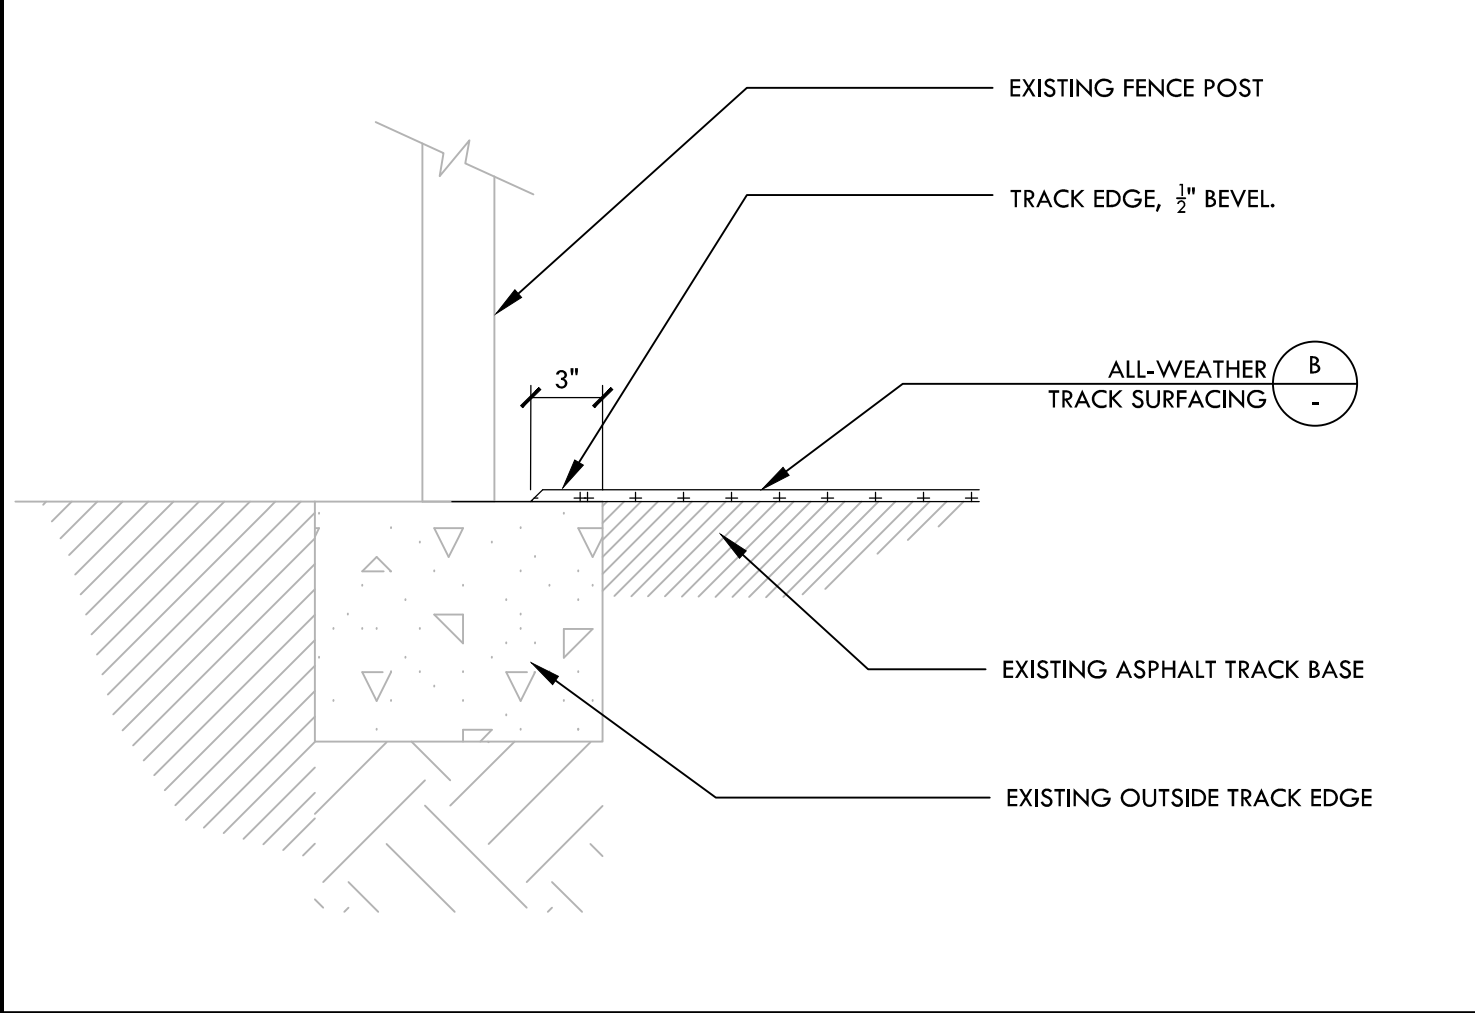 EXISTING FENCE POST
TRACK EDGE, 1/2" BEVEL.
3"
ALL-WEATHER
TRACK SURFACING
B
-
EXISTING ASPHALT TRACK BASE
EXISTING OUTSIDE TRACK EDGE